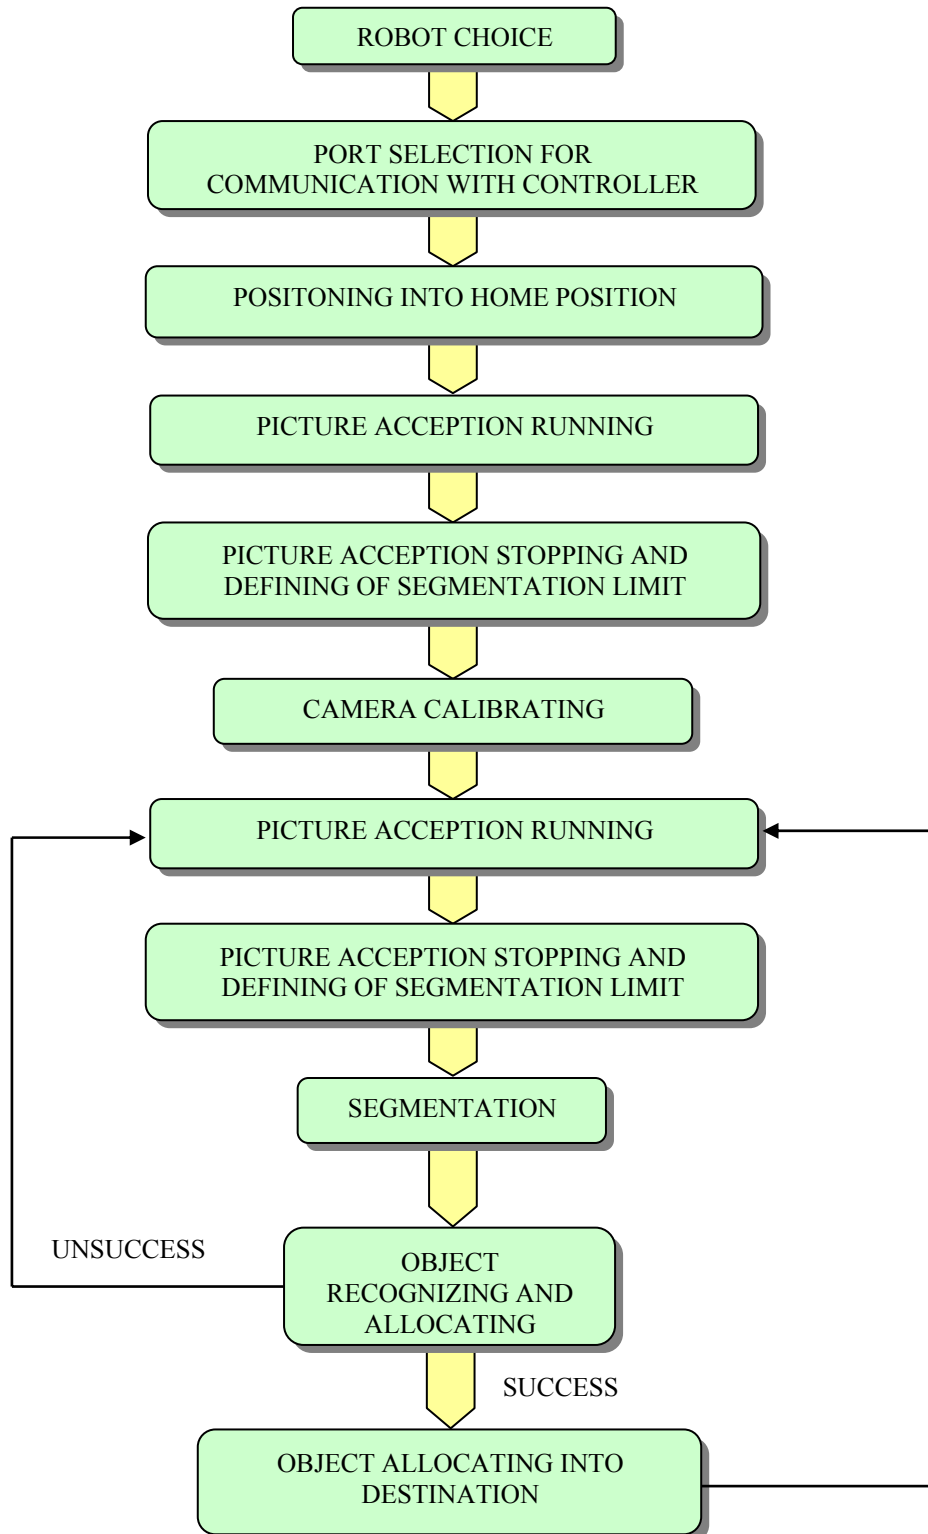 ROBOT CHOICE
PORT SELECTION FOR
COMMUNICATION WITH CONTROLLER
POSITONING INTO HOME POSITION
PICTURE ACCEPTION RUNNING
PICTURE ACCEPTION STOPPING AND
DEFINING OF SEGMENTATION LIMIT
CAMERA CALIBRATING
PICTURE ACCEPTION RUNNING
PICTURE ACCEPTION STOPPING AND
DEFINING OF SEGMENTATION LIMIT
SEGMENTATION
UNSUCCESS
OBJECT
RECOGNIZING AND
ALLOCATING
SUCCESS
OBJECT ALLOCATING INTO
DESTINATION